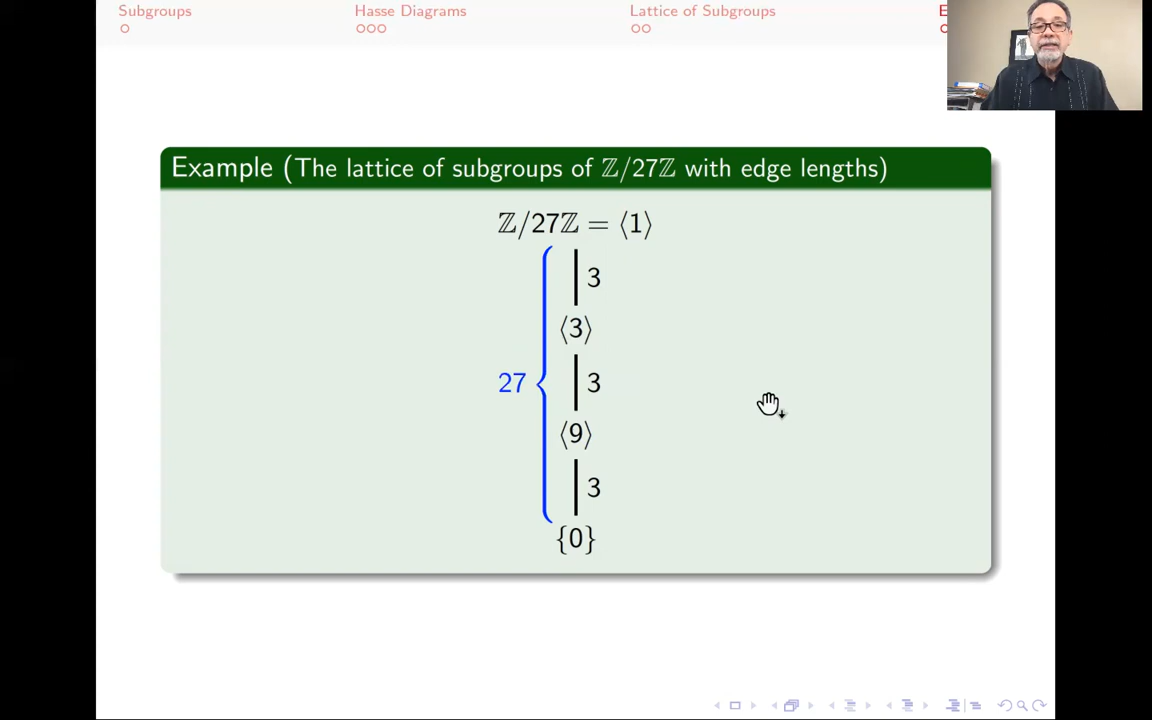 Subgroups
Hasse Diagrams
Lattice of Subgroups
E
Example (The lattice of subgroups of ℤ/27ℤ with edge lengths)
ℤ/27ℤ = ⟨1⟩
3
⟨3⟩
27
3
⟨9⟩
3
{0}